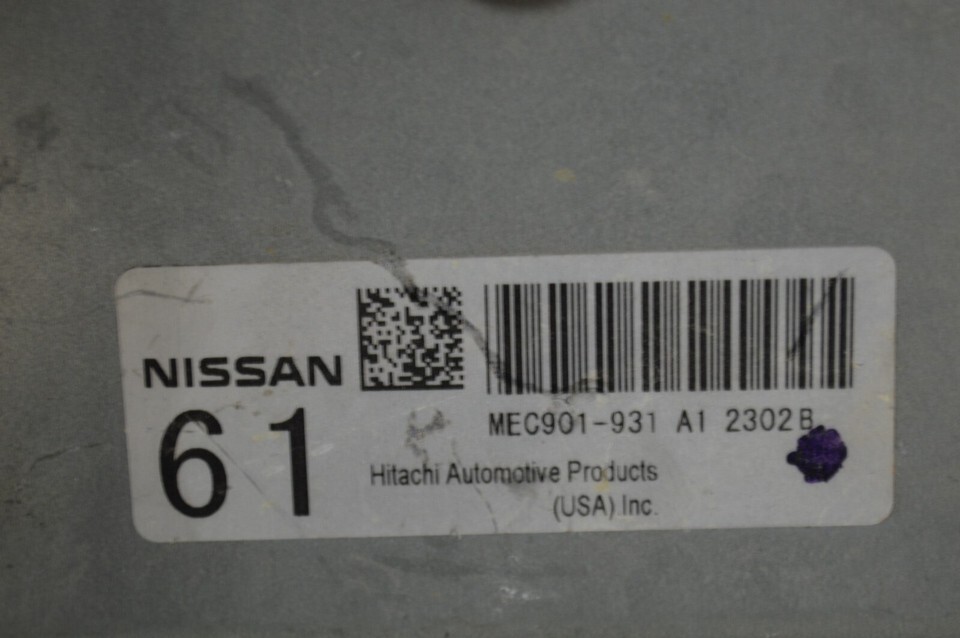 NISSAN
61
MEC901-931 A1 2302B
Hitachi Automotive Products
(USA).Inc.